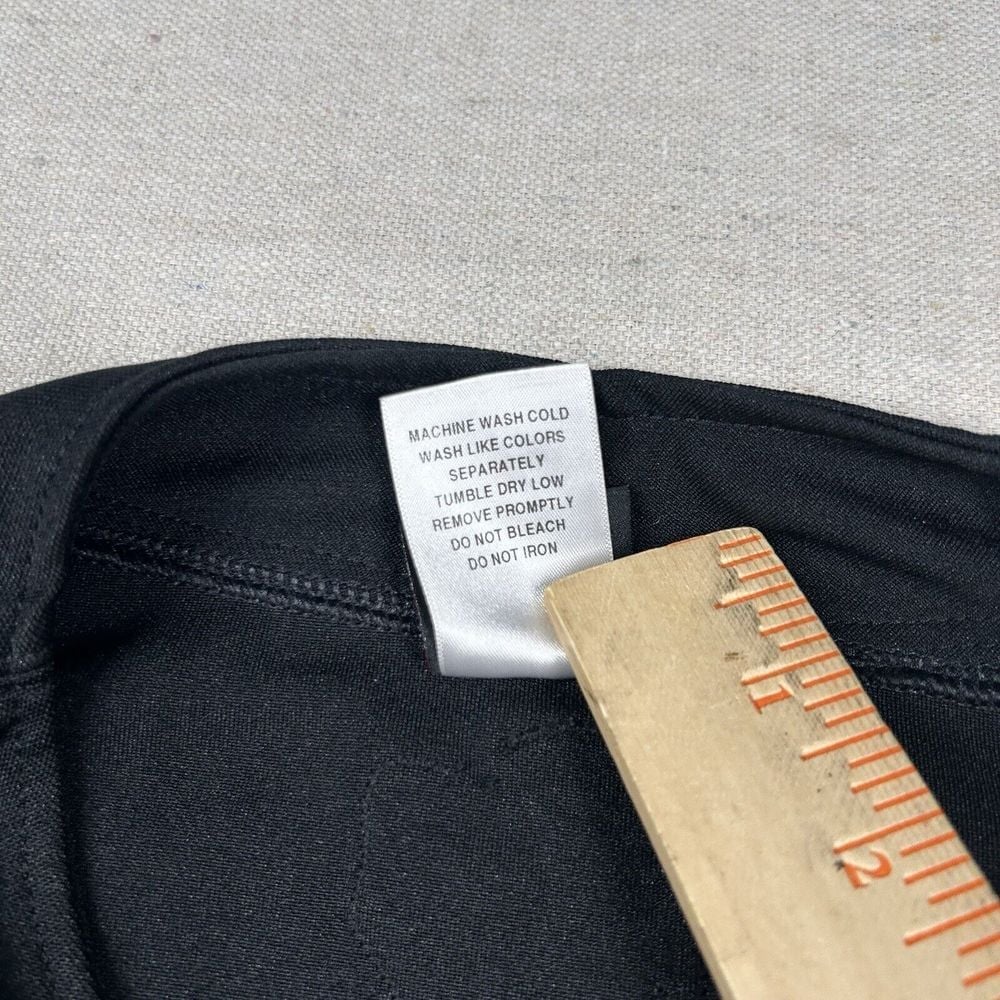 MACHINE WASH COLD
WASH LIKE COLORS
SEPARATELY
TUMBLE DRY LOW
REMOVE PROMPTLY
DO NOT BLEACH
DO NOT IRON
1
2